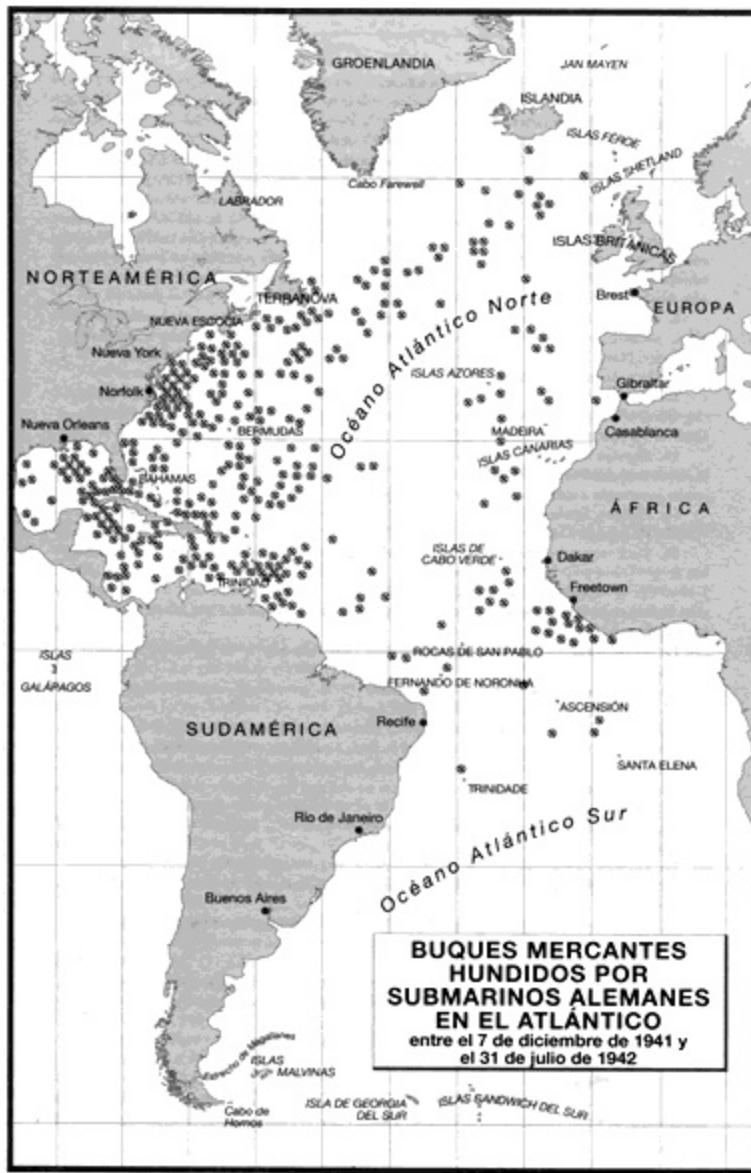 GROENLANDIA
JAN MAYEN
ISLANDIA
ISLAS FÉROE
ISLAS SHETLAND
Cabo Farewell
LABRADOR
ISLAS BRITÁNICAS
NORTEAMÉRICA
TERRANOVA
Brest
EUROPA
NUEVA ESCOCIA
Océano Atlántico Norte
Nueva York
ISLAS AZORES
Gibraltar
Norfolk
Nueva Orleans
BERMUDAS
MADEIRA
Casablanca
ISLAS CANARIAS
BAHAMAS
ÁFRICA
ISLAS DE
CABO VERDE
Dakar
TRINIDAD
Freetown
ISLAS
GALÁPAGOS
ROCAS DE SAN PABLO
FERNANDO DE NORONHA
ASCENSIÓN
Recife
SUDAMÉRICA
SANTA ELENA
TRINIDADE
Río de Janeiro
Océano Atlántico Sur
Buenos Aires
BUQUES MERCANTES
HUNDIDOS POR
SUBMARINOS ALEMANES
EN EL ATLÁNTICO
entre el 7 de diciembre de 1941 y
el 31 de julio de 1942
Estrecho de Magallanes
ISLAS
MALVINAS
Cabo de
Hornos
ISLA DE GEORGIA
DEL SUR
ISLAS SANDWICH DEL SUR